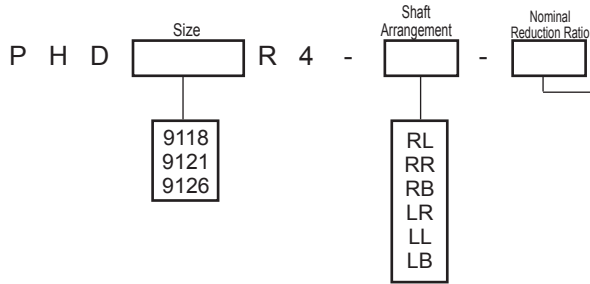 Size
Shaft
Arrangement
Nominal
Reduction Ratio
P H D R 4 - -
9118
9121
9126
RL
RR
RB
LR
LL
LB